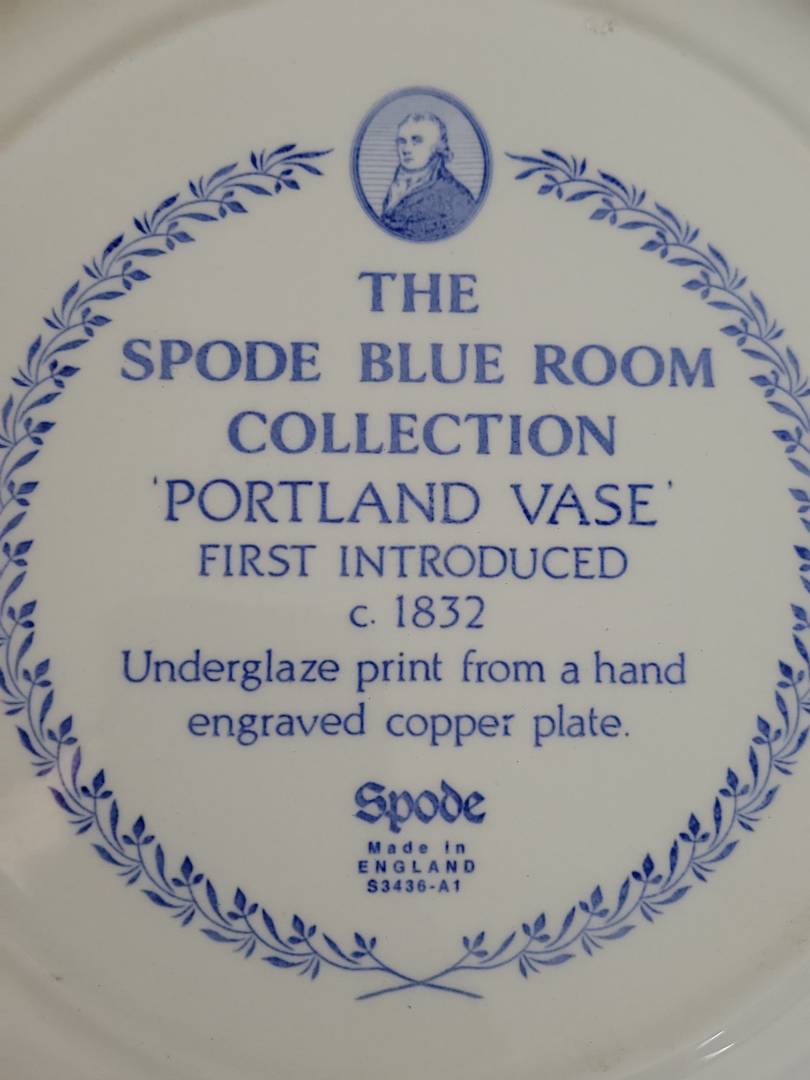 THE
SPODE BLUE ROOM
COLLECTION
'PORTLAND VASE'
FIRST INTRODUCED
c. 1832
Underglaze print from a hand
engraved copper plate.
Spode
Made in
ENGLAND
S3436-A1